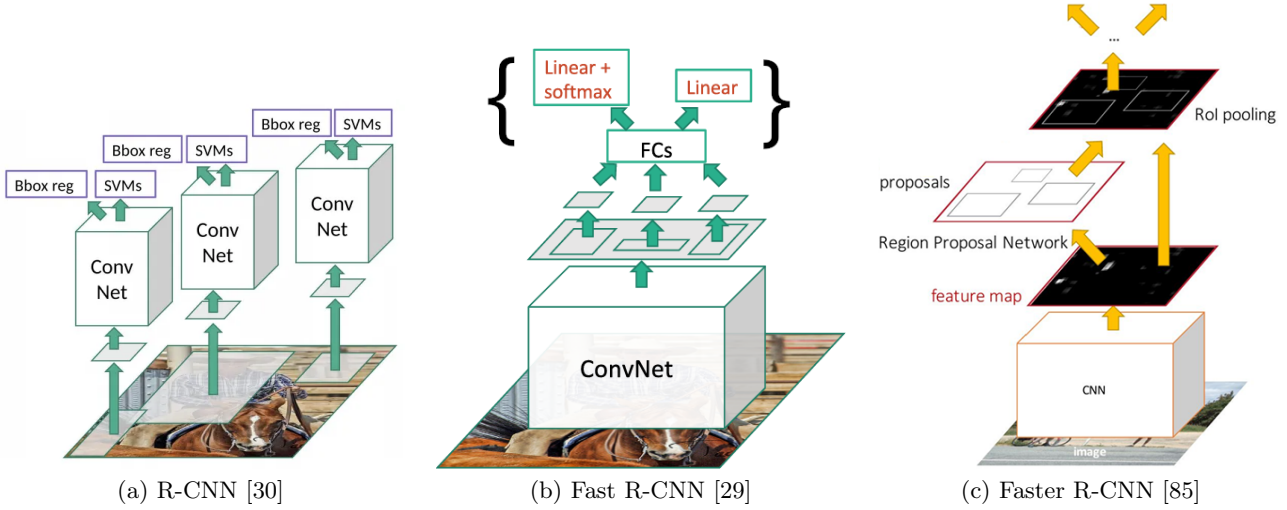 Bbox reg
SVMs
Conv
Net
Bbox reg
SVMs
Conv
Net
Bbox reg
SVMs
Conv
Net
(a) R-CNN [30]
{
Linear +
softmax
Linear
}
FCs
ConvNet
(b) Fast R-CNN [29]
...
RoI pooling
proposals
Region Proposal Network
feature map
CNN
image
(c) Faster R-CNN [85]